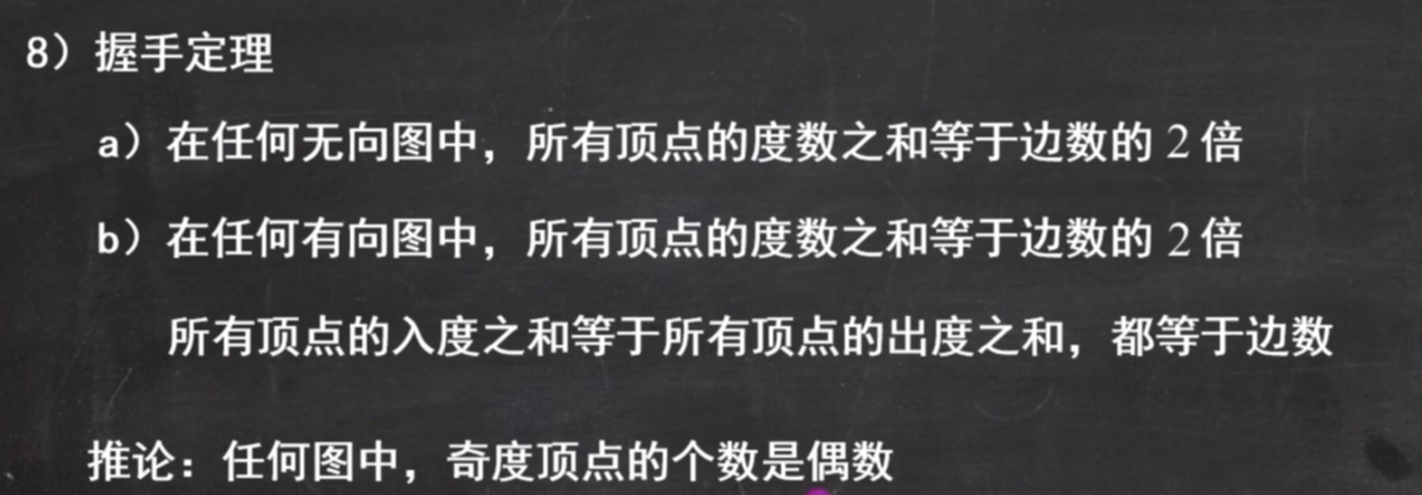 8）握手定理
a）在任何无向图中，所有顶点的度数之和等于边数的 2 倍
b）在任何有向图中，所有顶点的度数之和等于边数的 2 倍
所有顶点的入度之和等于所有顶点的出度之和，都等于边数
推论：任何图中，奇度顶点的个数是偶数